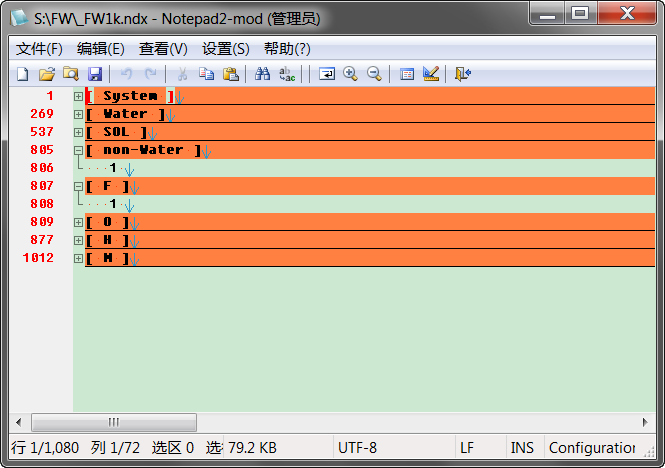 S:\FW\_FW1k.ndx - Notepad2-mod (管理员)
文件(F) 编辑(E) 查看(V) 设置(S) 帮助(?)
1 [ System ]
269 [ Water ]
537 [ SOL ]
805 [ non-Water ]
806 1
807 [ F ]
808 1
809 [ O ]
877 [ H ]
1012 [ M ]
行 1/1,080 列 1/72 选区 0 选 79.2 KB UTF-8 LF INS Configuration